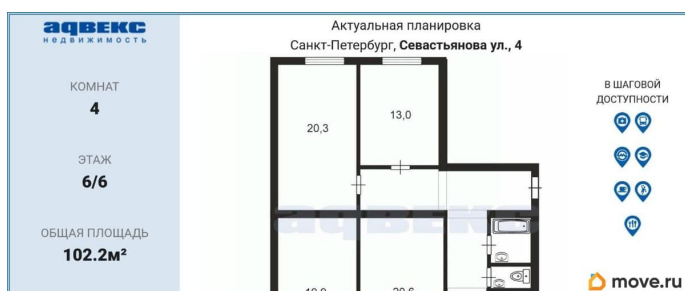 адвекс
НЕДВИЖИМОСТЬ
КОМНАТ
4
ЭТАЖ
6/6
ОБЩАЯ ПЛОЩАДЬ
102.2м²
Актуальная планировка
Санкт-Петербург, Севастьянова ул., 4
20,3
13,0
адвекс
В ШАГОВОЙ
ДОСТУПНОСТИ
move.ru